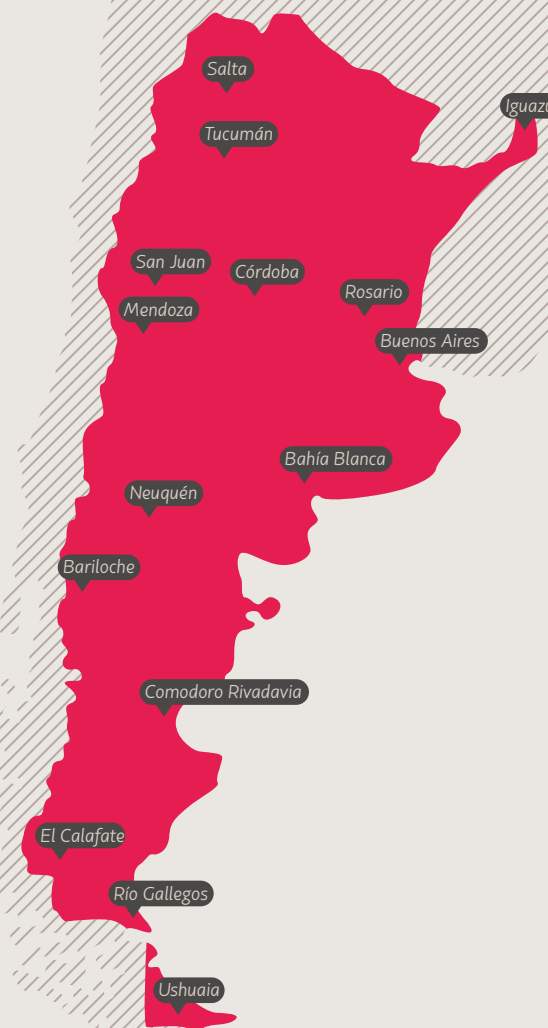 Salta
Iguazú
Tucumán
San Juan
Córdoba
Rosario
Mendoza
Buenos Aires
Bahía Blanca
Neuquén
Bariloche
Comodoro Rivadavia
El Calafate
Río Gallegos
Ushuaia